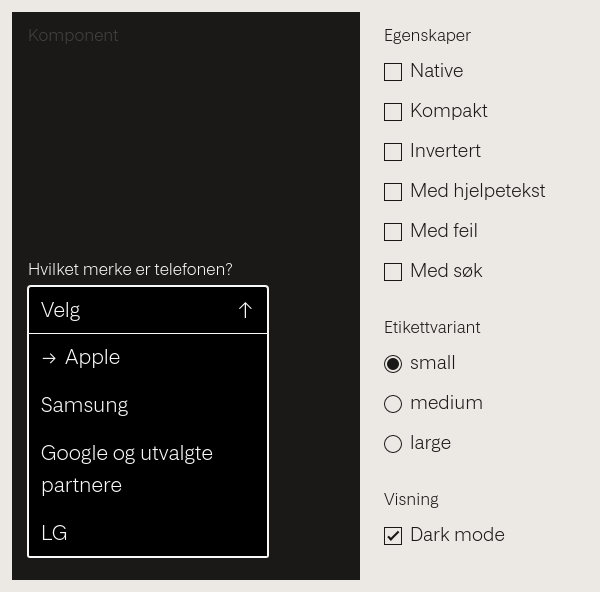 Komponent
Hvilket merke er telefonen?
Velg
Apple
Samsung
Google og utvalgte
partnere
LG
Egenskaper
Native
Kompakt
Invertert
Med hjelpetekst
Med feil
Med søk
Etikettvariant
small
medium
large
Visning
Dark mode